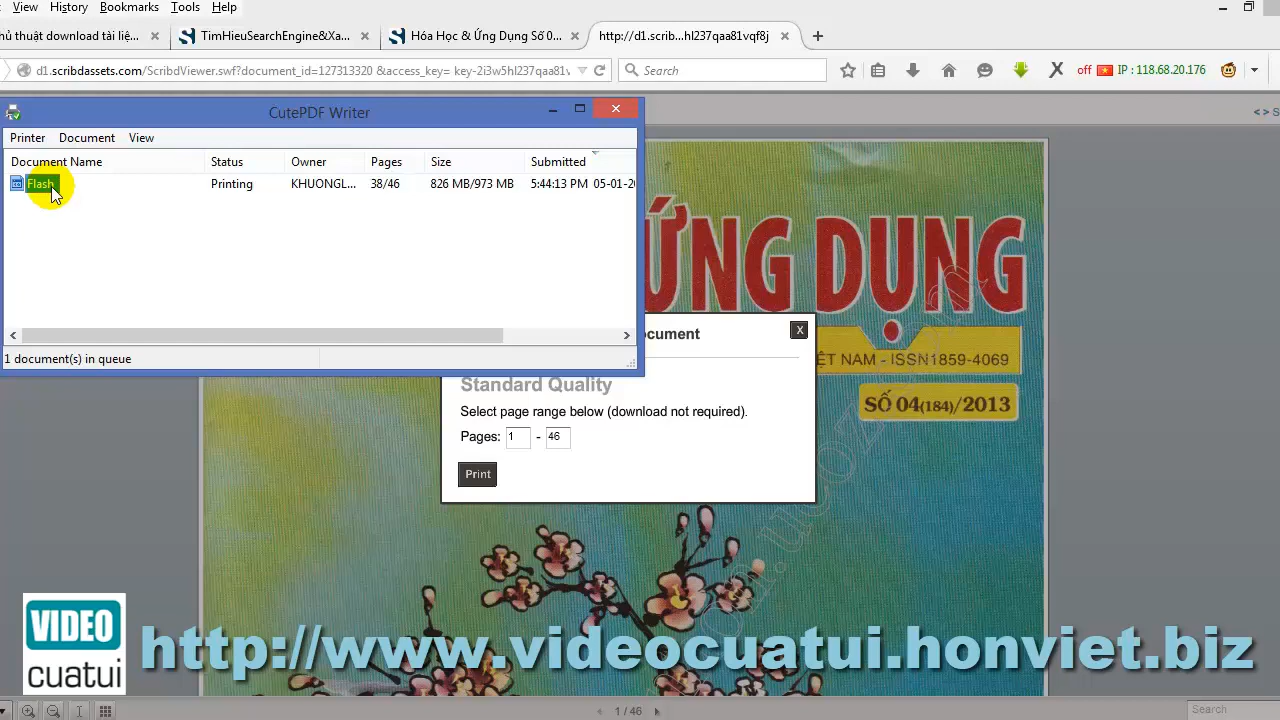 View History Bookmarks Tools Help
hủ thuật download tài liệ... TimHieuSearchEngine&Xa... Hóa Học & Ứng Dụng Số 0... http://d1.scrib...hl237qaa81vqf8j
d1.scribdassets.com/ScribdViewer.swf?document_id=127313320 &access_key= key-2i3w5hl237qaa81v Search off IP : 118.68.20.176
CutePDF Writer
Printer Document View
Document Name Status Owner Pages Size Submitted
Flash Printing KHUONGL... 38/46 826 MB/973 MB 5:44:13 PM 05-01-20
1 document(s) in queue
ỨNG DỤNG
IỆT NAM - ISSN1859-4069
SỐ 04(184)/2013
ocument
X
Standard Quality
Select page range below (download not required).
Pages: 1 - 46
Print
VIDEO
cuatui
http://www.videocuatui.honviet.biz
1 / 46
Search